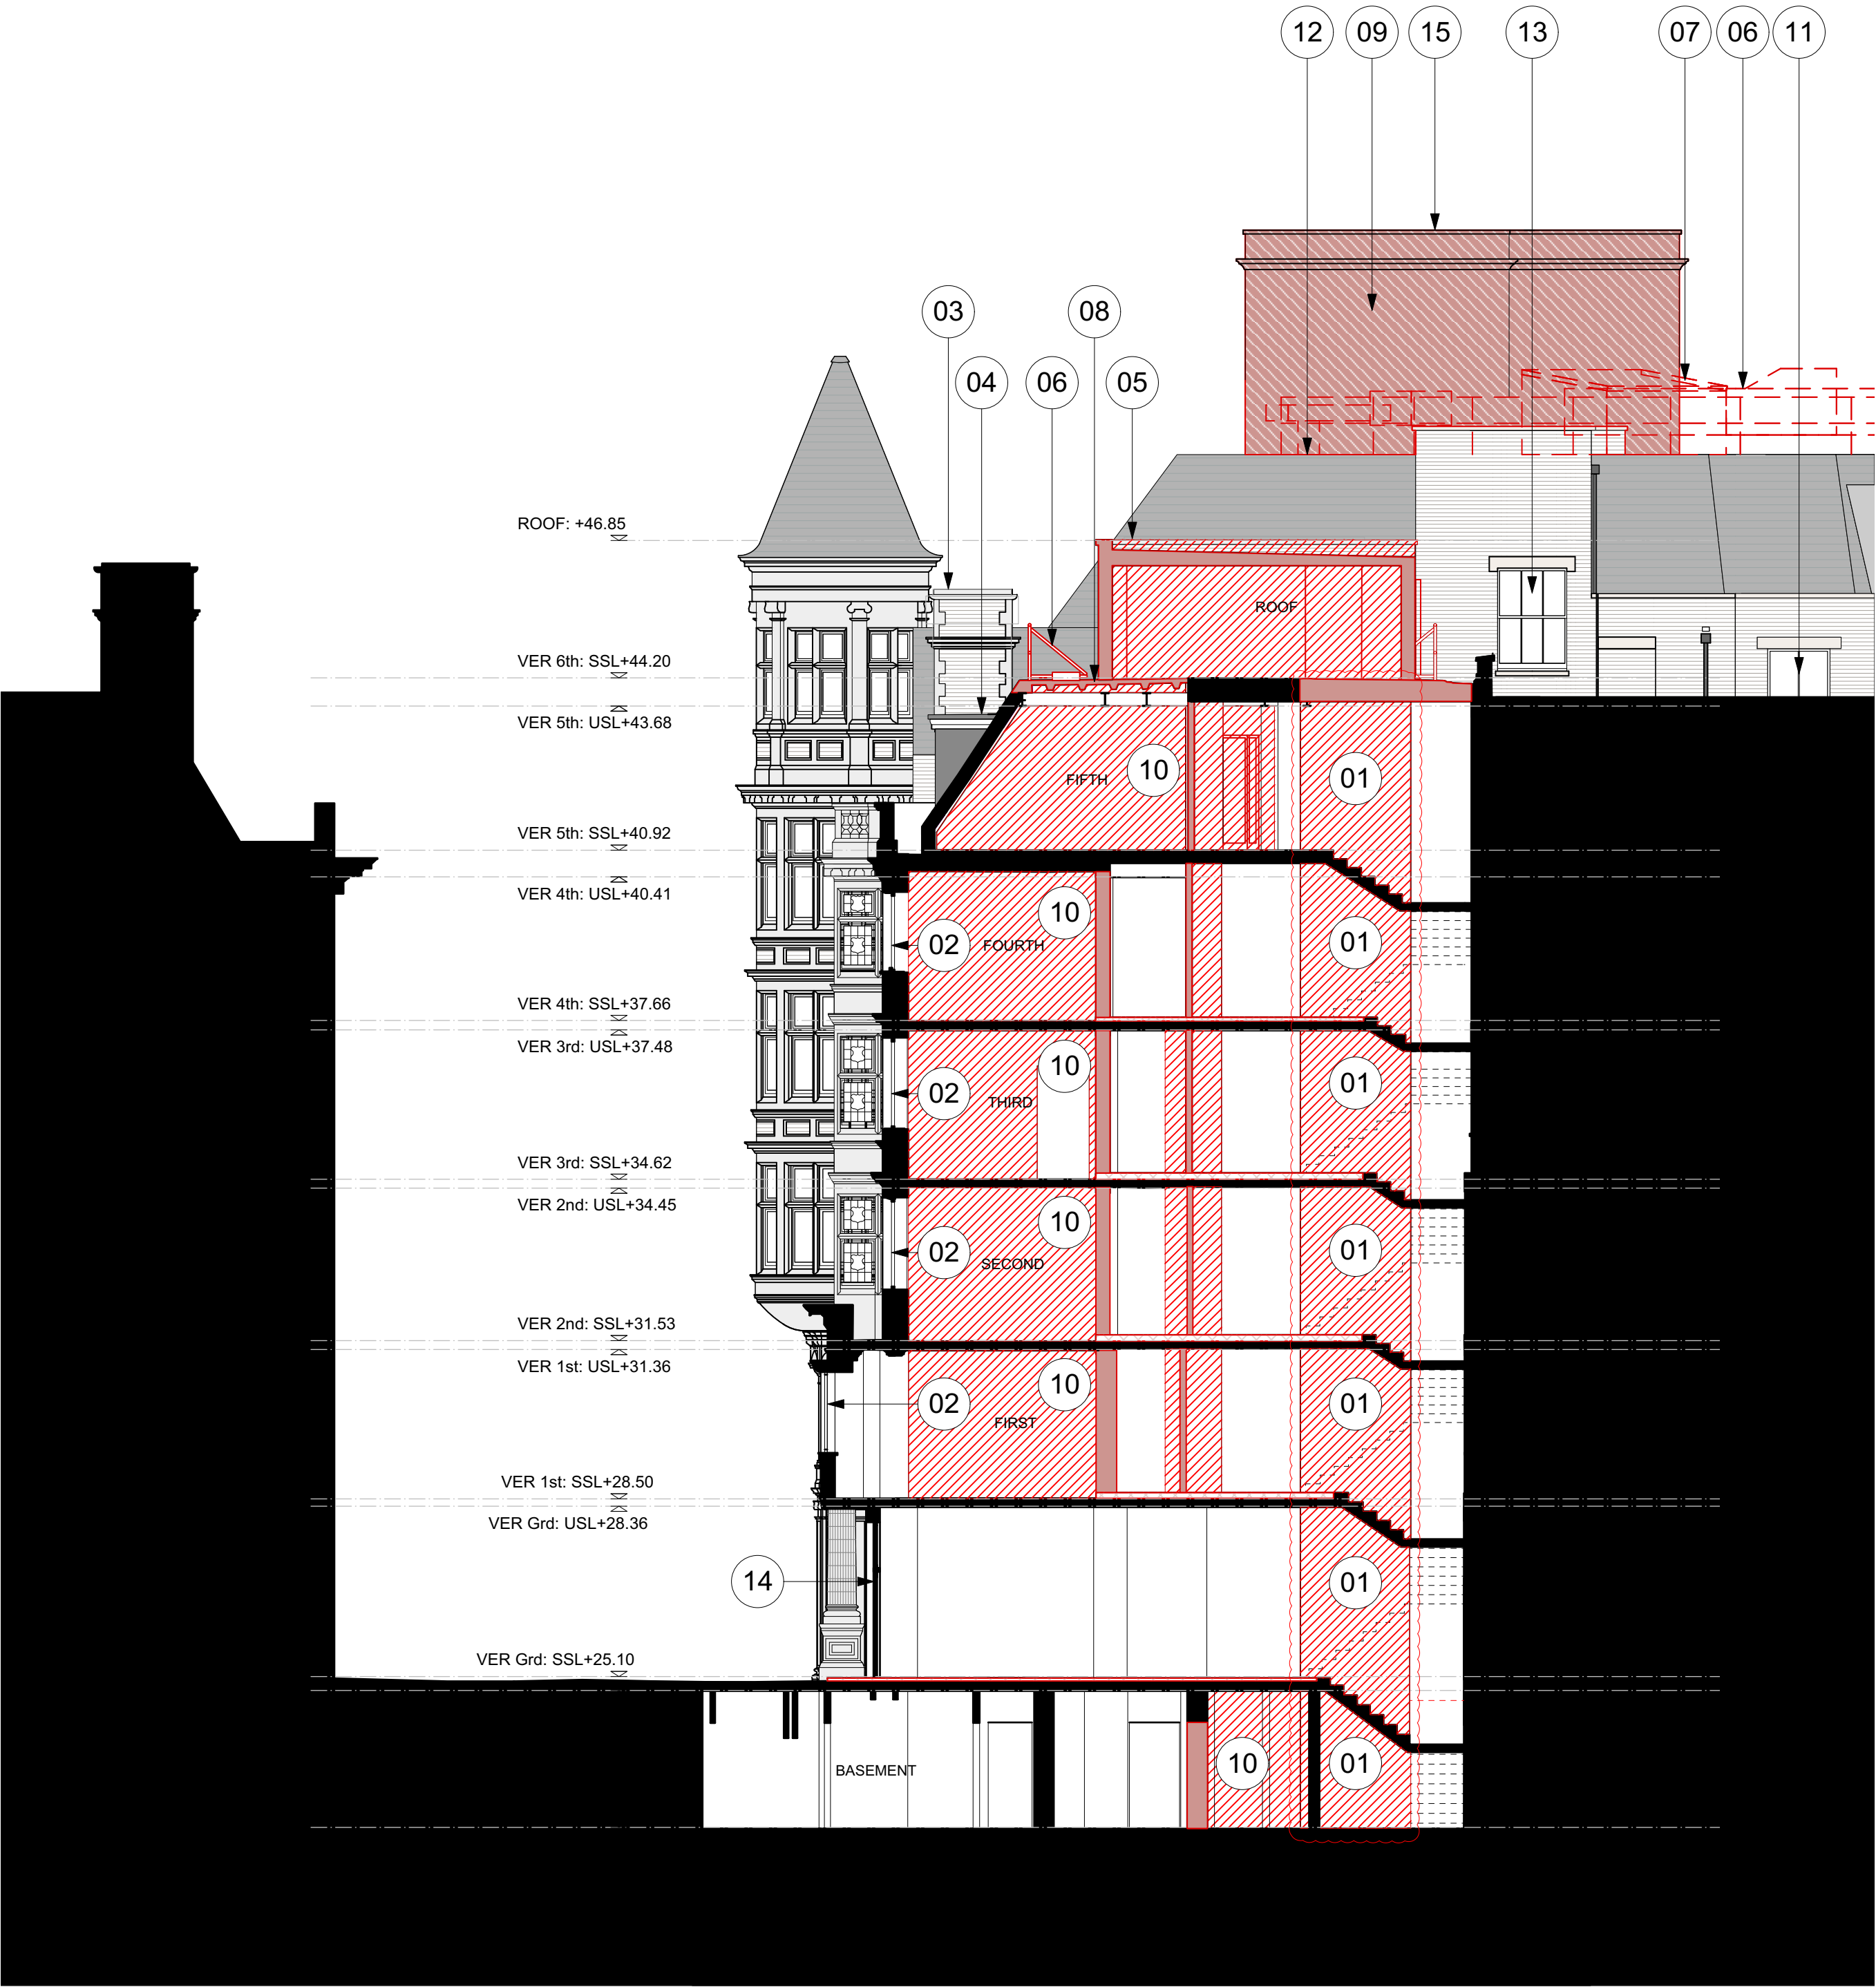 12 09 15 13 07 06 11
03 08
04 06 05
ROOF: +46.85
ROOF
VER 6th: SSL+44.20
VER 5th: USL+43.68
FIFTH 10 01
VER 5th: SSL+40.92
VER 4th: USL+40.41
10
02 FOURTH 01
VER 4th: SSL+37.66
VER 3rd: USL+37.48
10 01
02 THIRD
VER 3rd: SSL+34.62
VER 2nd: USL+34.45
10
02 SECOND 01
VER 2nd: SSL+31.53
VER 1st: USL+31.36
10
02 01
FIRST
VER 1st: SSL+28.50
VER Grd: USL+28.36
14 01
VER Grd: SSL+25.10
BASEMENT 10 01